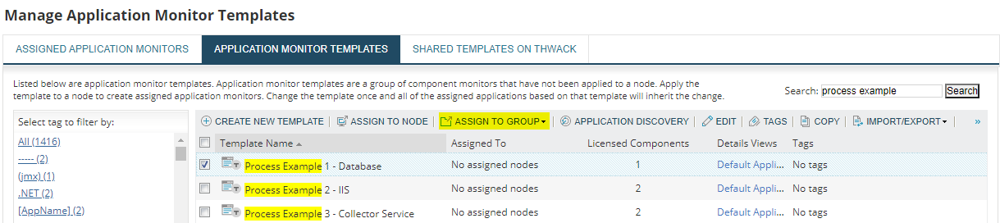 Manage Application Monitor Templates
ASSIGNED APPLICATION MONITORS
APPLICATION MONITOR TEMPLATES
SHARED TEMPLATES ON THWACK
Listed below are application monitor templates. Application monitor templates are a group of component monitors that have not been applied to a node. Apply the
template to a node to create assigned application monitors. Change the template once and all of the assigned applications based on that template will inherit the change.
Search: process example Search
Select tag to filter by:
All (1416)
----- (2)
(jmx) (1)
.NET (2)
[AppName] (2)
CREATE NEW TEMPLATE | ASSIGN TO NODE | ASSIGN TO GROUP | APPLICATION DISCOVERY | EDIT | TAGS | COPY | IMPORT/EXPORT | »
Template Name Assigned To Licensed Components Details Views Tags
Process Example 1 - Database No assigned nodes 1 Default Appli... No tags
Process Example 2 - IIS No assigned nodes 2 Default Appli... No tags
Process Example 3 - Collector Service No assigned nodes 2 Default Appli... No tags